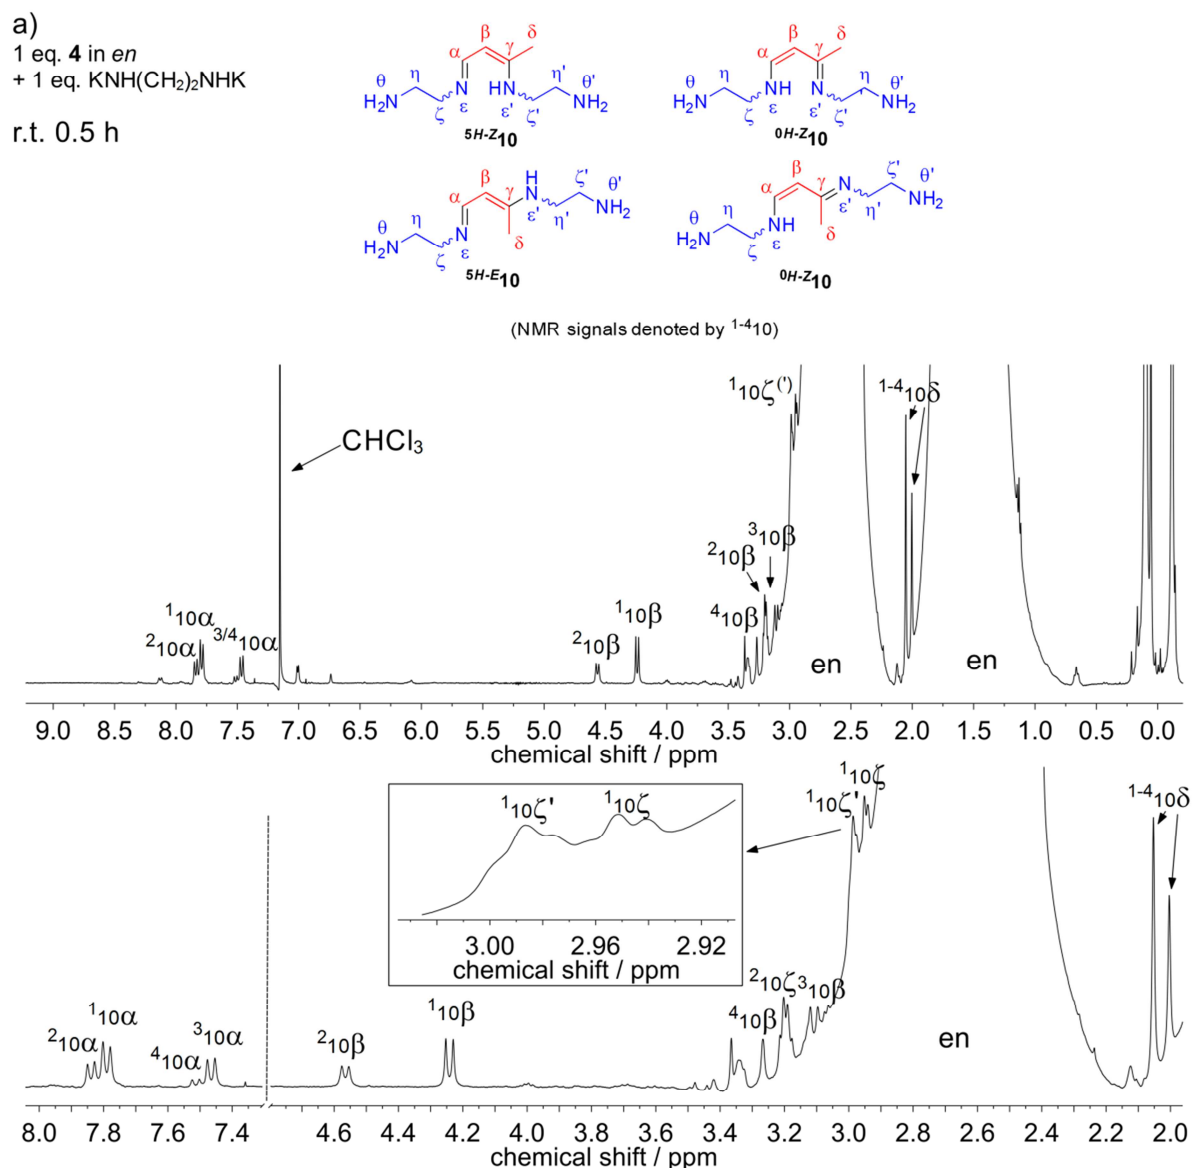 a)
1 eq. 4 in en
+ 1 eq. KNH(CH₂)₂NHK
r.t. 0.5 h
α β γ δ
θ η H₂N ζ N ε HN ε' ζ' η' θ' NH₂
⁵ᴴ⁻ᶻ10
α β γ δ
θ η H₂N ζ NH ε N ε' ζ' η θ' NH₂
⁰ᴴ⁻ᶻ10
α β γ δ
θ η H₂N ζ N ε H N ε' η' ζ' θ' NH₂
⁵ᴴ⁻ᴱ10
α β γ δ
θ η H₂N ζ NH ε N ε' η' ζ' θ' NH₂
⁰ᴴ⁻ᶻ10
(NMR signals denoted by ¹⁻⁴10)
CHCl₃
²10α ¹10α ³/⁴10α
²10β ¹10β ⁴10β ²10β ³10β
¹10ζ⁽'⁾
¹⁻⁴10δ
en en
9.0 8.5 8.0 7.5 7.0 6.5 6.0 5.5 5.0 4.5 4.0 3.5 3.0 2.5 2.0 1.5 1.0 0.5 0.0
chemical shift / ppm
¹10ζ' ¹10ζ
3.00 2.96 2.92
chemical shift / ppm
¹10ζ' ¹10ζ
¹⁻⁴10δ
²10α ¹10α ⁴10α ³10α
²10β ¹10β ⁴10β ²10ζ ³10β
en
8.0 7.8 7.6 7.4 4.6 4.4 4.2 4.0 3.8 3.6 3.4 3.2 3.0 2.8 2.6 2.4 2.2 2.0
chemical shift / ppm